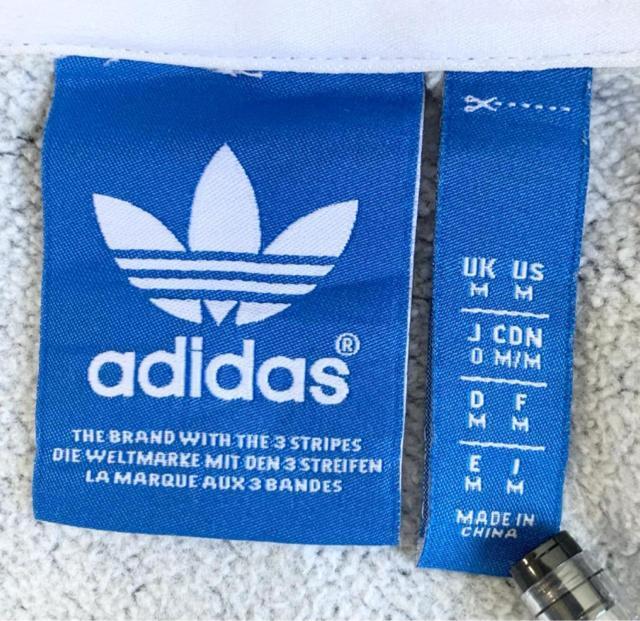 adidas®
THE BRAND WITH THE 3 STRIPES
DIE WELTMARKE MIT DEN 3 STREIFEN
LA MARQUE AUX 3 BANDES
UK US
M M
J CDN
O M/M
D F
M M
E I
M M
MADE IN
CHINA